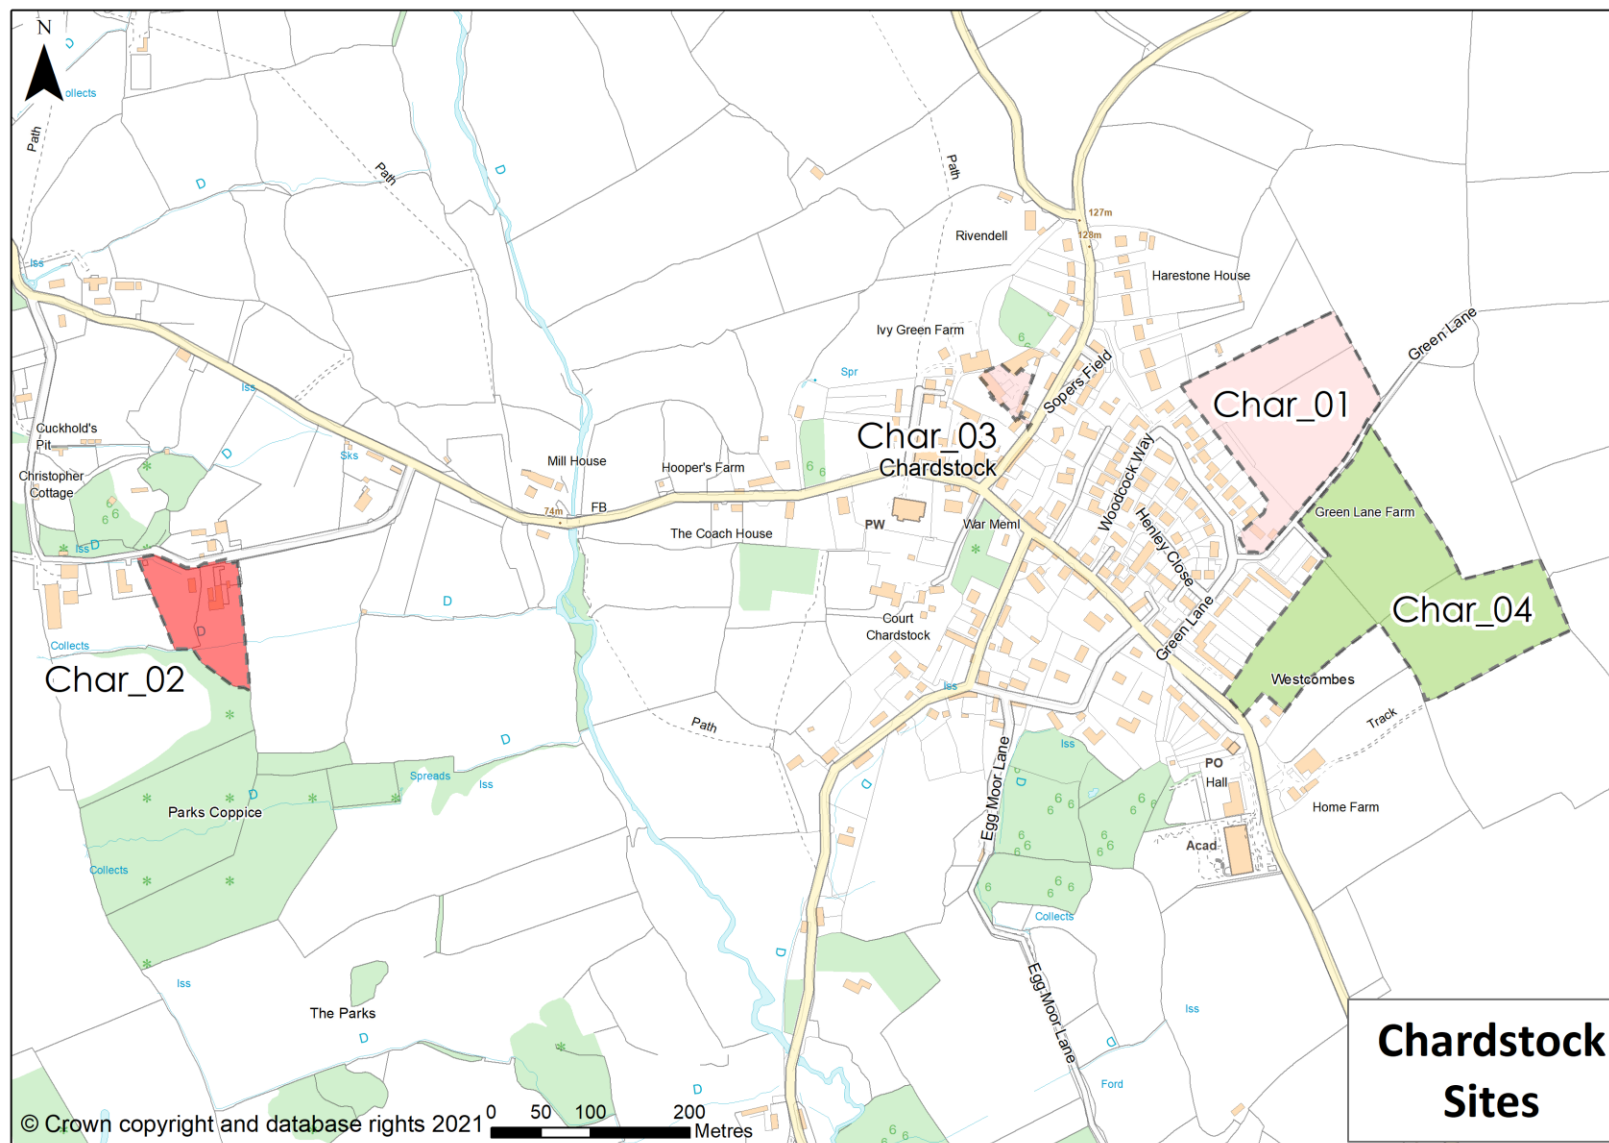 N
D
ollects
Path
Path
D
D
Path
127m
128m
Rivendell
Harestone House
Iss
Ivy Green Farm
Green Lane
Spr
Sopers Field
Iss
Char_01
Cuckhold's
Pit
Char_03
Chardstock
Woodcock Way
D
Sks
Mill House
Hooper's Farm
Christopher
Cottage
74m
FB
The Coach House
PW
War Meml
Henley Close
Green Lane Farm
Iss
D
D
D
Court
Chardstock
Green Lane
Char_04
Collects
Char_02
Iss
Westcombes
Path
Track
D
Egg Moor Lane
Iss
PO
Hall
Spreads
Iss
D
D
D
Parks Coppice
Home Farm
Acad
Collects
Collects
D
Iss
Egg Moor Lane
Iss
The Parks
D
D
Ford
D
Chardstock
Sites
© Crown copyright and database rights 2021
0 50 100 200
Metres